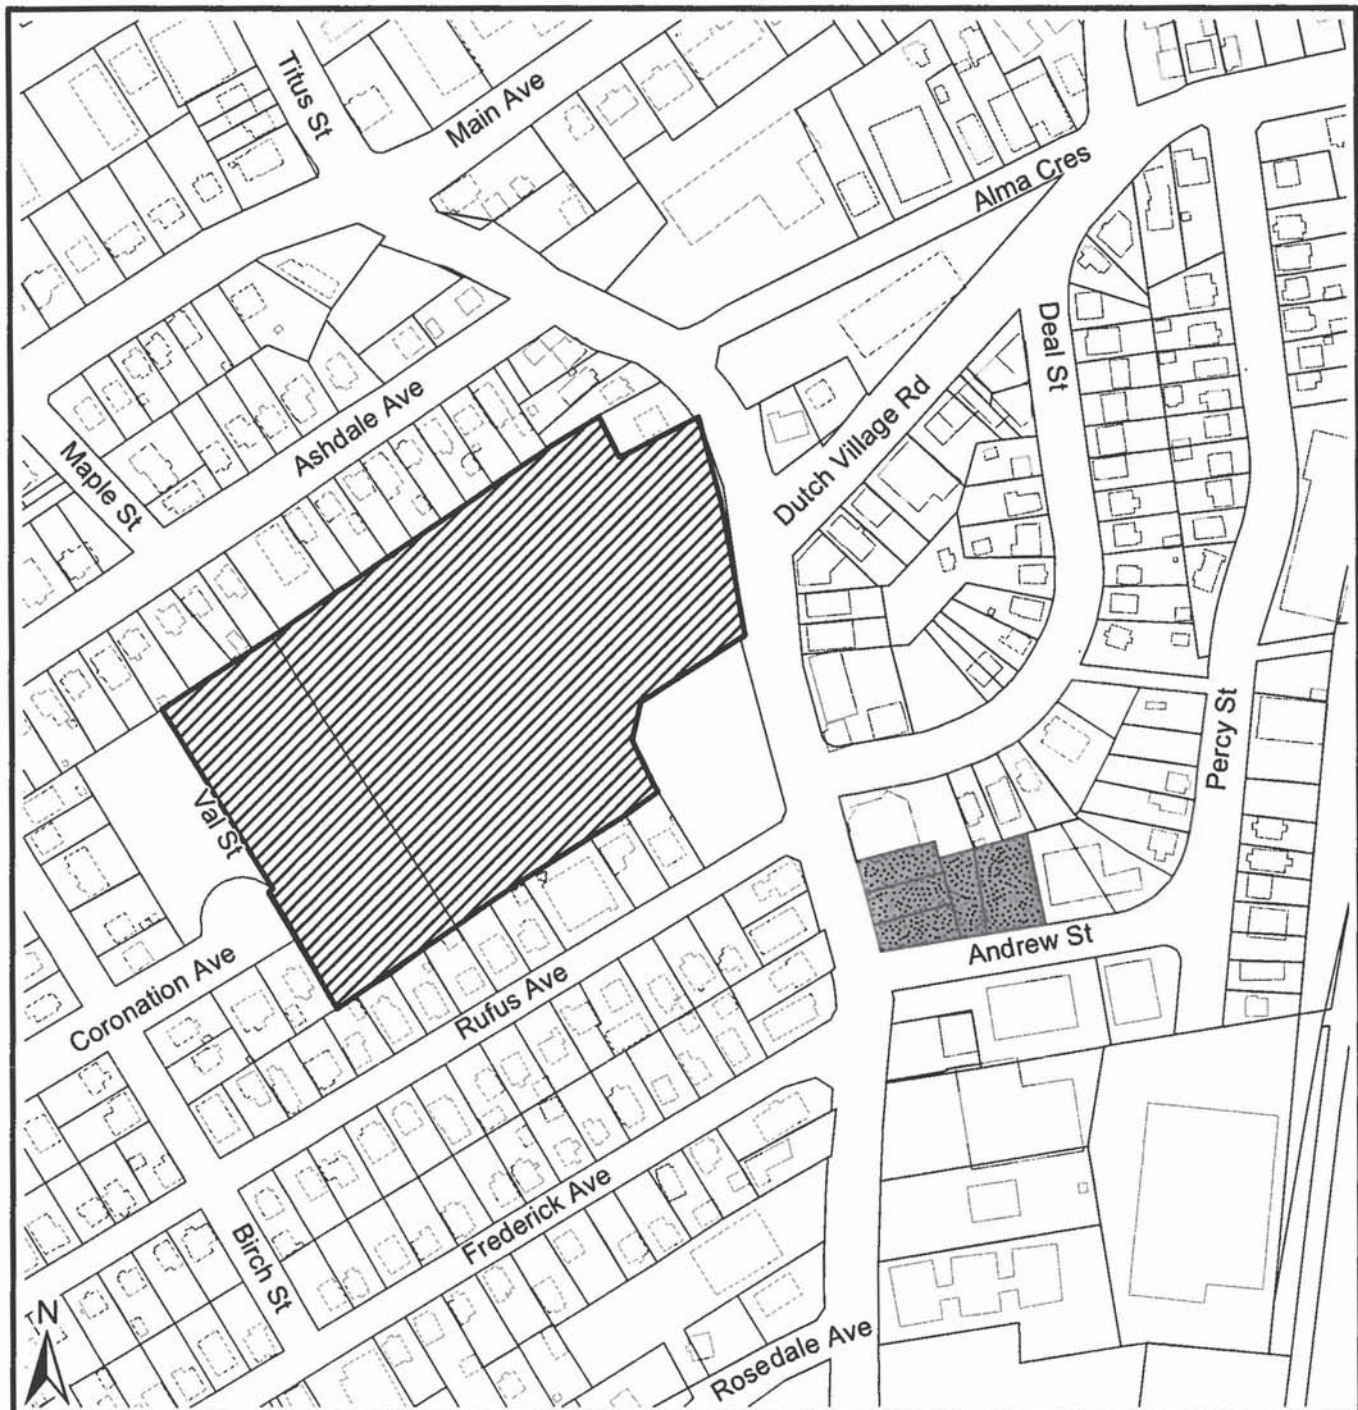 Titus St
Main Ave
Alma Cres
Deal St
Ashdale Ave
Dutch Village Rd
Maple St
Percy St
Val St
Andrew St
Coronation Ave
Rufus Ave
Frederick Ave
Birch St
N
Rosedale Ave